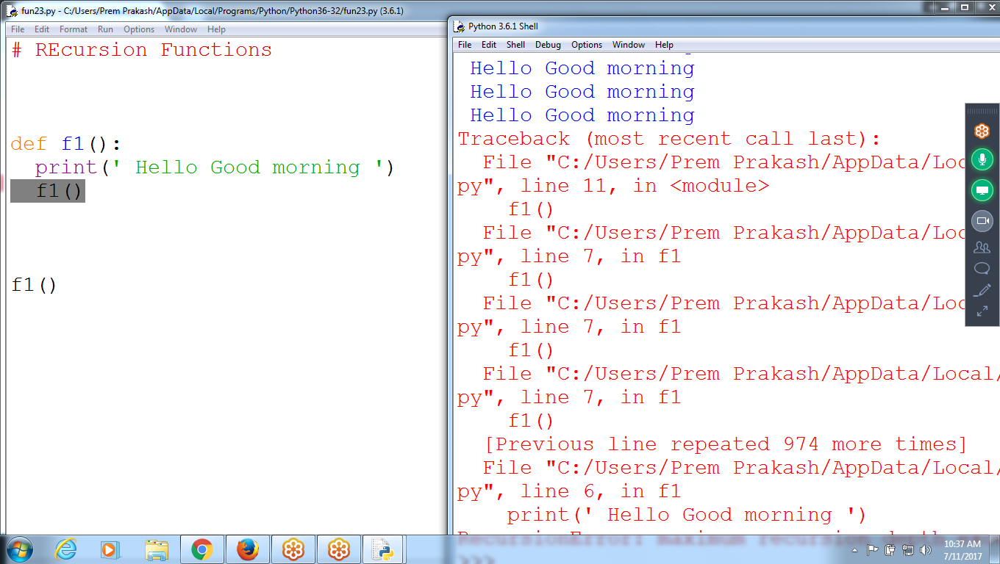 fun23.py - C:/Users/Prem Prakash/AppData/Local/Programs/Python/Python36-32/fun23.py (3.6.1)
File Edit Format Run Options Window Help
# REcursion Functions
def f1():
print(' Hello Good morning ')
f1()
f1()
Python 3.6.1 Shell
File Edit Shell Debug Options Window Help
Hello Good morning
Hello Good morning
Hello Good morning
Traceback (most recent call last):
File "C:/Users/Prem Prakash/AppData/Loc
py", line 11, in <module>
f1()
File "C:/Users/Prem Prakash/AppData/Loc
py", line 7, in f1
f1()
File "C:/Users/Prem Prakash/AppData/Loc
py", line 7, in f1
f1()
File "C:/Users/Prem Prakash/AppData/Local/
py", line 7, in f1
f1()
[Previous line repeated 974 more times]
File "C:/Users/Prem Prakash/AppData/Local/
py", line 6, in f1
print(' Hello Good morning ')
RecursionError: maximum recursion depth
>>>
10:37 AM
7/11/2017